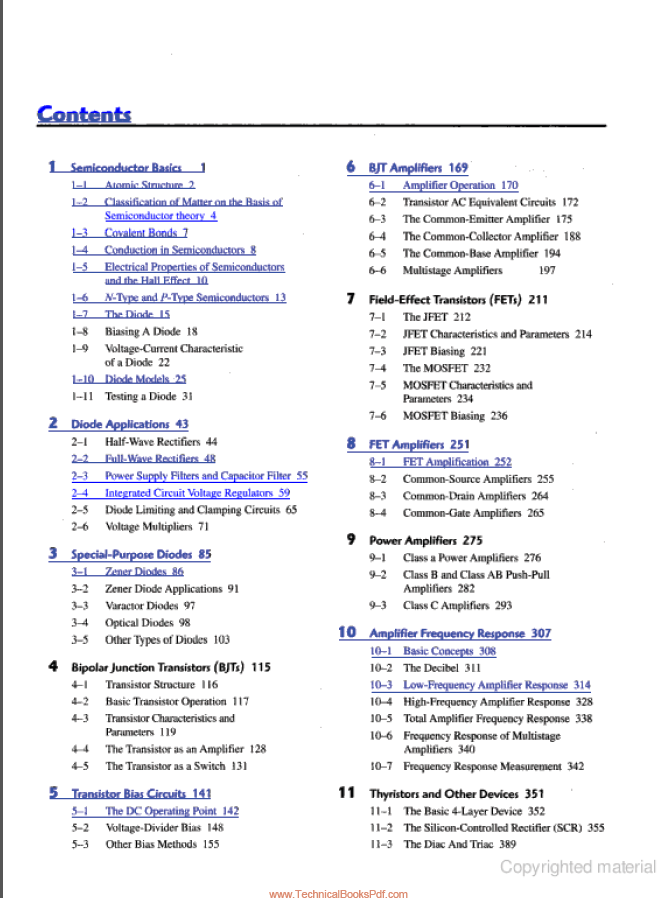 Contents
1 Semiconductor Basics 1
1–1 Atomic Structure 2
1–2 Classification of Matter on the Basis of
Semiconductor theory 4
1–3 Covalent Bonds 7
1–4 Conduction in Semiconductors 8
1–5 Electrical Properties of Semiconductors
and the Hall Effect 10
1–6 N-Type and P-Type Semiconductors 13
1–7 The Diode 15
1–8 Biasing A Diode 18
1–9 Voltage-Current Characteristic
of a Diode 22
1–10 Diode Models 25
1–11 Testing a Diode 31
2 Diode Applications 43
2–1 Half-Wave Rectifiers 44
2–2 Full-Wave Rectifiers 48
2–3 Power Supply Filters and Capacitor Filter 55
2–4 Integrated Circuit Voltage Regulators 59
2–5 Diode Limiting and Clamping Circuits 65
2–6 Voltage Multipliers 71
3 Special-Purpose Diodes 85
3–1 Zener Diodes 86
3–2 Zener Diode Applications 91
3–3 Varactor Diodes 97
3–4 Optical Diodes 98
3–5 Other Types of Diodes 103
4 Bipolar Junction Transistors (BJTs) 115
4–1 Transistor Structure 116
4–2 Basic Transistor Operation 117
4–3 Transistor Characteristics and
Parameters 119
4–4 The Transistor as an Amplifier 128
4–5 The Transistor as a Switch 131
5 Transistor Bias Circuits 141
5–1 The DC Operating Point 142
5–2 Voltage-Divider Bias 148
5–3 Other Bias Methods 155
6 BJT Amplifiers 169
6–1 Amplifier Operation 170
6–2 Transistor AC Equivalent Circuits 172
6–3 The Common-Emitter Amplifier 175
6–4 The Common-Collector Amplifier 188
6–5 The Common-Base Amplifier 194
6–6 Multistage Amplifiers 197
7 Field-Effect Transistors (FETs) 211
7–1 The JFET 212
7–2 JFET Characteristics and Parameters 214
7–3 JFET Biasing 221
7–4 The MOSFET 232
7–5 MOSFET Characteristics and
Parameters 234
7–6 MOSFET Biasing 236
8 FET Amplifiers 251
8–1 FET Amplification 252
8–2 Common-Source Amplifiers 255
8–3 Common-Drain Amplifiers 264
8–4 Common-Gate Amplifiers 265
9 Power Amplifiers 275
9–1 Class a Power Amplifiers 276
9–2 Class B and Class AB Push-Pull
Amplifiers 282
9–3 Class C Amplifiers 293
10 Amplifier Frequency Response 307
10–1 Basic Concepts 308
10–2 The Decibel 311
10–3 Low-Frequency Amplifier Response 314
10–4 High-Frequency Amplifier Response 328
10–5 Total Amplifier Frequency Response 338
10–6 Frequency Response of Multistage
Amplifiers 340
10–7 Frequency Response Measurement 342
11 Thyristors and Other Devices 351
11–1 The Basic 4-Layer Device 352
11–2 The Silicon-Controlled Rectifier (SCR) 355
11–3 The Diac And Triac 389
Copyrighted material
www.TechnicalBooksPdf.com